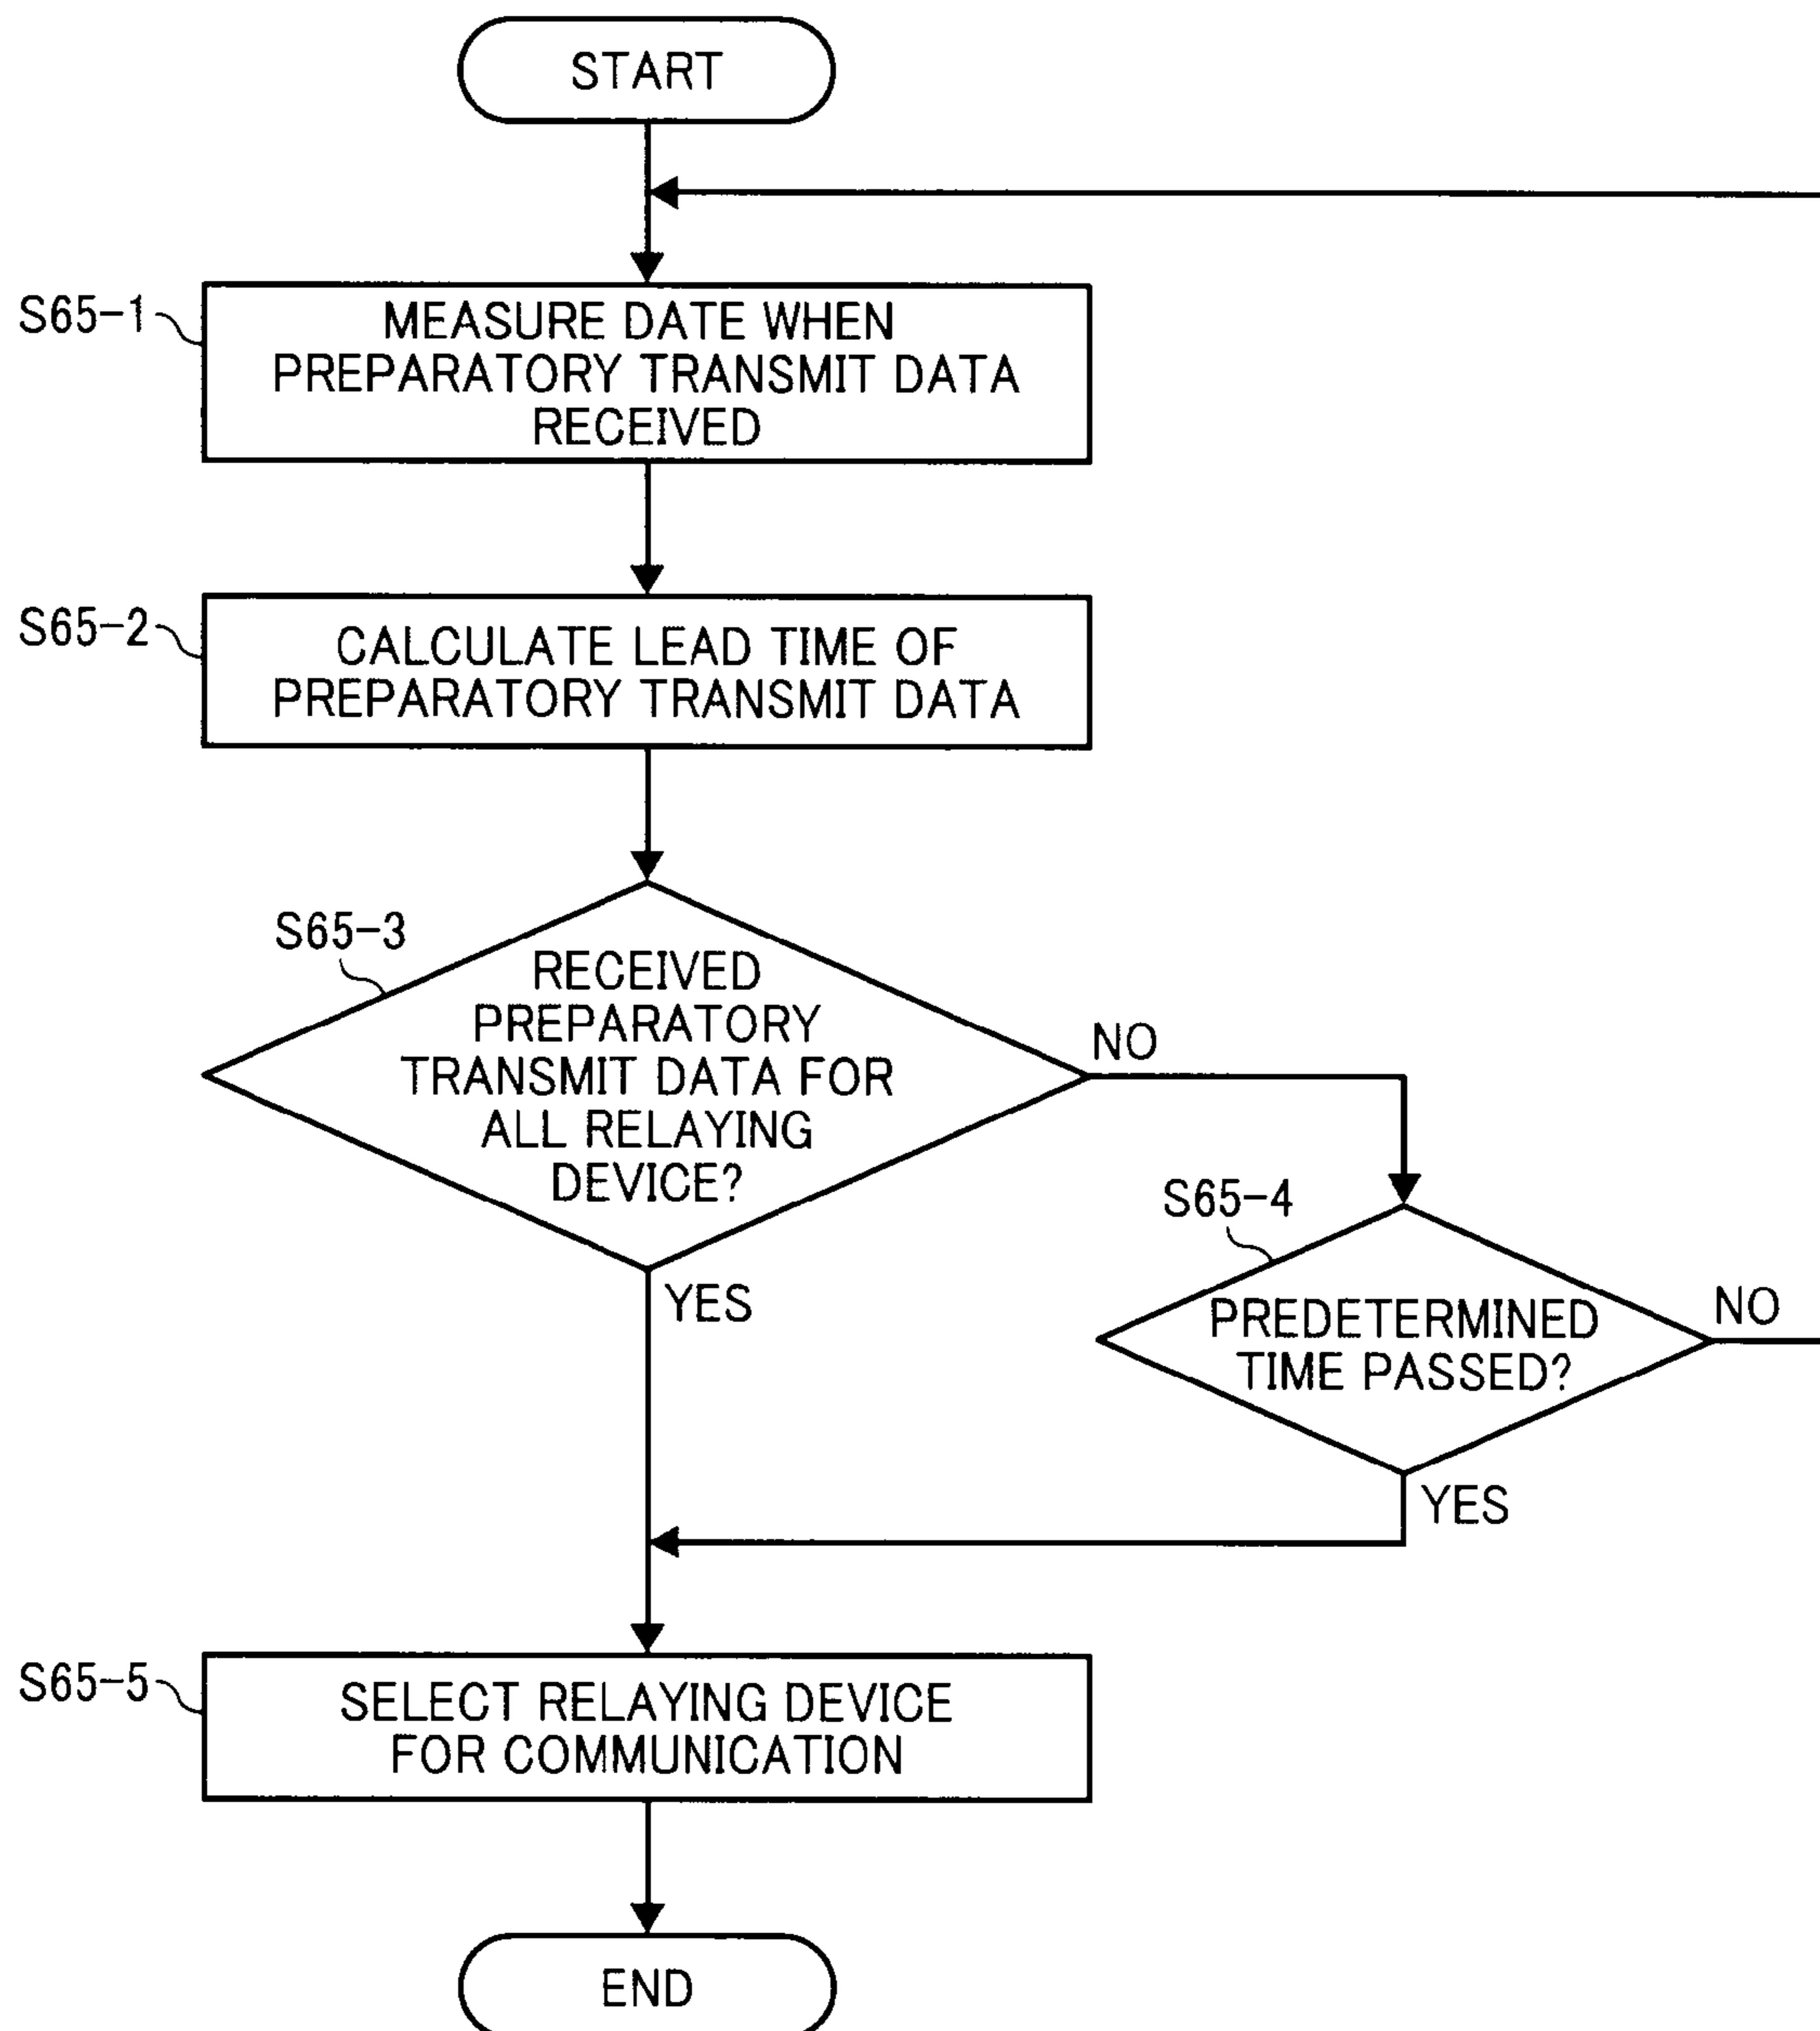 START
S65-1
MEASURE DATE WHEN
PREPARATORY TRANSMIT DATA
RECEIVED
S65-2
CALCULATE LEAD TIME OF
PREPARATORY TRANSMIT DATA
S65-3
RECEIVED
PREPARATORY
TRANSMIT DATA FOR
ALL RELAYING
DEVICE?
NO
YES
S65-4
PREDETERMINED
TIME PASSED?
NO
YES
S65-5
SELECT RELAYING DEVICE
FOR COMMUNICATION
END